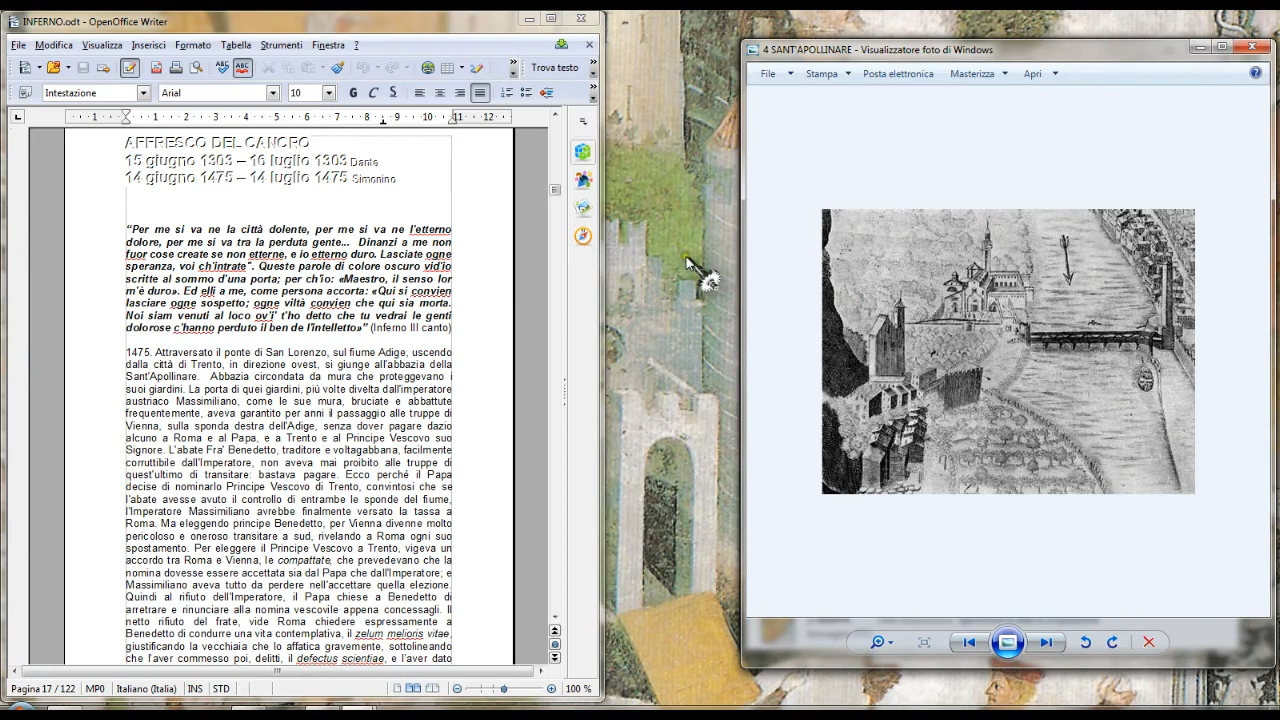 INFERNO.odt - OpenOffice Writer
File Modifica Visualizza Inserisci Formato Tabella Strumenti Finestra ?
Trova testo
Intestazione Arial 10 G C S
1 1 2 3 4 5 6 7 8 9 10 11 12
AFFRESCO DEL CANCRO
15 giugno 1303 – 16 luglio 1303 Dante
14 giugno 1475 – 14 luglio 1475 Simonino
“Per me si va ne la città dolente, per me si va ne l'etterno
dolore, per me si va tra la perduta gente... Dinanzi a me non
fuor cose create se non etterne, e io etterno duro. Lasciate ogne
speranza, voi ch'intrate". Queste parole di colore oscuro vid'io
scritte al sommo d'una porta; per ch'io: «Maestro, il senso lor
m'è duro». Ed elli a me, come persona accorta: «Qui si convien
lasciare ogne sospetto; ogne viltà convien che qui sia morta.
Noi siam venuti al loco ov'i' t'ho detto che tu vedrai le genti
dolorose c'hanno perduto il ben de l'intelletto»” (Inferno III canto)
1475. Attraversato il ponte di San Lorenzo, sul fiume Adige, uscendo
dalla città di Trento, in direzione ovest, si giunge all'abbazia della
Sant'Apollinare. Abbazia circondata da mura che proteggevano i
suoi giardini. La porta di quei giardini, più volte divelta dall'imperatore
austriaco Massimiliano, come le sue mura, bruciate e abbattute
frequentemente, aveva garantito per anni il passaggio alle truppe di
Vienna, sulla sponda destra dell'Adige, senza dover pagare dazio
alcuno a Roma e al Papa, e a Trento e al Principe Vescovo suo
Signore. L'abate Fra' Benedetto, traditore e voltagabbana, facilmente
corruttibile dall'Imperatore, non aveva mai proibito alle truppe di
quest'ultimo di transitare: bastava pagare. Ecco perché il Papa
decise di nominarlo Principe Vescovo di Trento, convintosi che se
l'abate avesse avuto il controllo di entrambe le sponde del fiume,
l'Imperatore Massimiliano avrebbe finalmente versato la tassa a
Roma. Ma eleggendo principe Benedetto, per Vienna divenne molto
pericoloso e oneroso transitare a sud, rivelando a Roma ogni suo
spostamento. Per eleggere il Principe Vescovo a Trento, vigeva un
accordo tra Roma e Vienna, le compattate, che prevedevano che la
nomina dovesse essere accettata sia dal Papa che dall'Imperatore; e
Massimiliano aveva tutto da perdere nell'accettare quella elezione.
Quindi al rifiuto dell'Imperatore, il Papa chiese a Benedetto di
arretrare e rinunciare alla nomina vescovile appena concessagli. Il
netto rifiuto del frate, vide Roma chiedere espressamente a
Benedetto di condurre una vita contemplativa, il zelum melioris vitae,
giustificando la vecchiaia che lo affatica gravemente, sottolineando
che l'aver commesso poi, delitti, il defectus scientiae, e l'aver dato
Pagina 17 / 122 MP0 Italiano (Italia) INS STD 100 %
4 SANT'APOLLINARE - Visualizzatore foto di Windows
File Stampa Posta elettronica Masterizza Apri